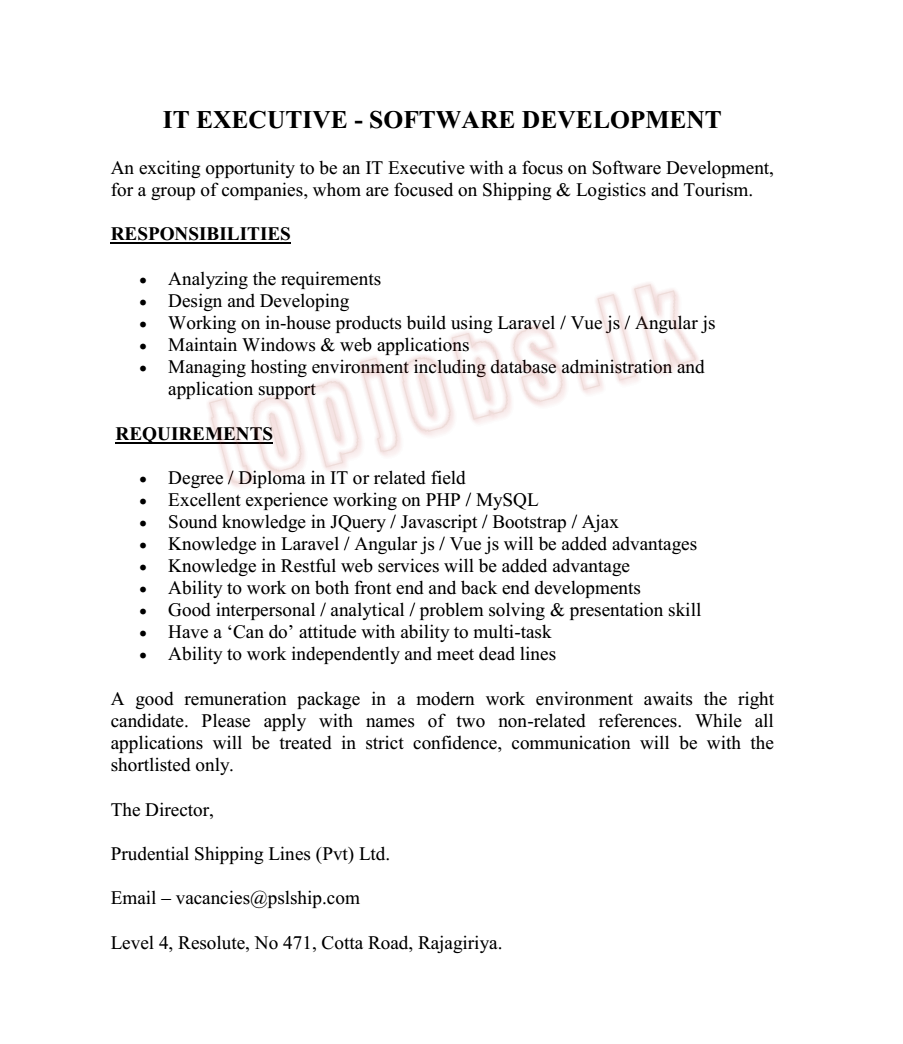 IT EXECUTIVE - SOFTWARE DEVELOPMENT
An exciting opportunity to be an IT Executive with a focus on Software Development,
for a group of companies, whom are focused on Shipping & Logistics and Tourism.
RESPONSIBILITIES
• Analyzing the requirements
• Design and Developing
• Working on in-house products build using Laravel / Vue js / Angular js
• Maintain Windows & web applications
• Managing hosting environment including database administration and
application support
topjobs.lk
REQUIREMENTS
• Degree / Diploma in IT or related field
• Excellent experience working on PHP / MySQL
• Sound knowledge in JQuery / Javascript / Bootstrap / Ajax
• Knowledge in Laravel / Angular js / Vue js will be added advantages
• Knowledge in Restful web services will be added advantage
• Ability to work on both front end and back end developments
• Good interpersonal / analytical / problem solving & presentation skill
• Have a ‘Can do’ attitude with ability to multi-task
• Ability to work independently and meet dead lines
A good remuneration package in a modern work environment awaits the right
candidate. Please apply with names of two non-related references. While all
applications will be treated in strict confidence, communication will be with the
shortlisted only.
The Director,
Prudential Shipping Lines (Pvt) Ltd.
Email – vacancies@pslship.com
Level 4, Resolute, No 471, Cotta Road, Rajagiriya.